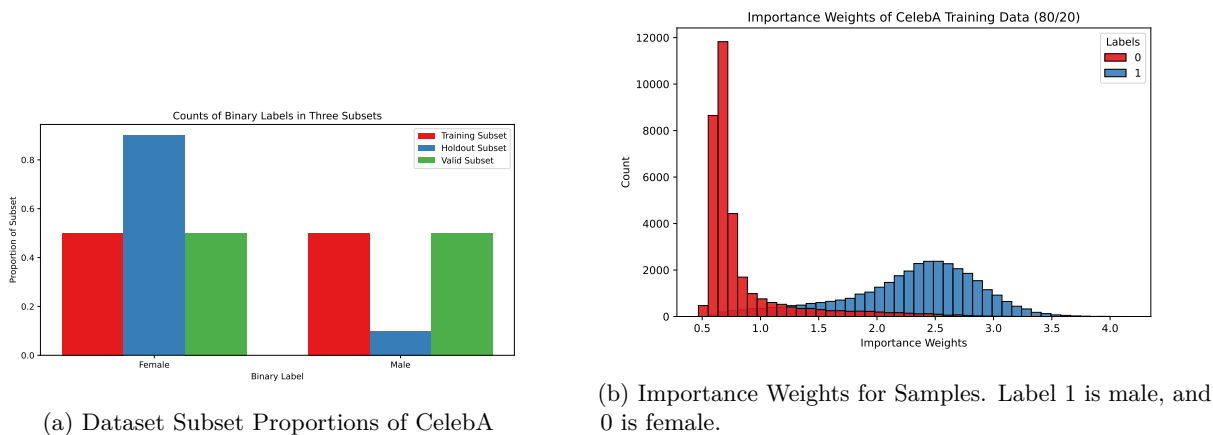 Counts of Binary Labels in Three Subsets
Training Subset
Holdout Subset
Valid Subset
Proportion of Subset
0.8
0.6
0.4
0.2
0.0
Female
Male
Binary Label
(a) Dataset Subset Proportions of CelebA
Importance Weights of CelebA Training Data (80/20)
Labels
0
1
Count
12000
10000
8000
6000
4000
2000
0
0.5 1.0 1.5 2.0 2.5 3.0 3.5 4.0
Importance Weights
(b) Importance Weights for Samples. Label 1 is male, and
0 is female.